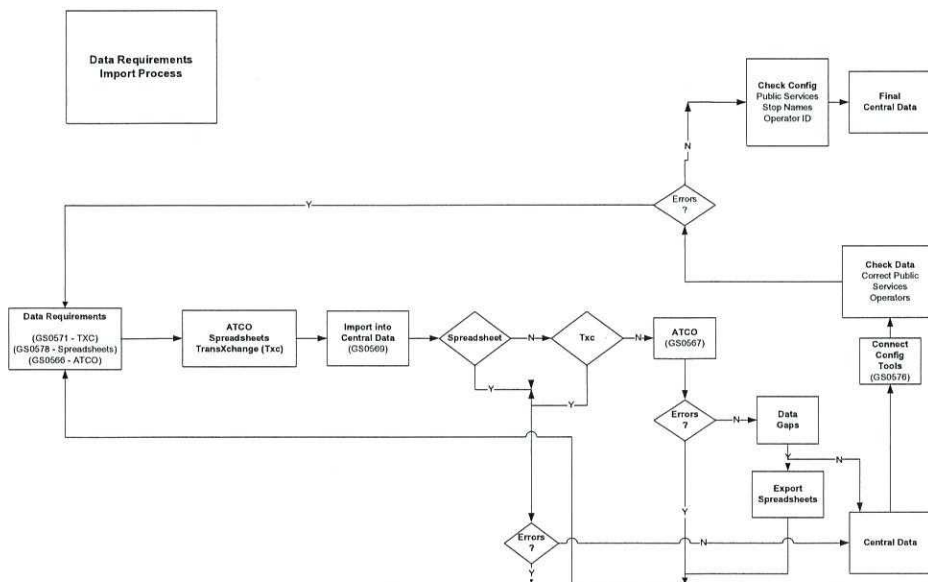 Data Requirements
Import Process
Check Config
Public Services
Stop Names
Operator ID
Final
Central Data
N
Errors
?
Y
Check Data
Correct Public
Services
Operators
Data Requirements
(GS0571 - TXC)
(GS0578 - Spreadsheets)
(GS0566 - ATCO)
ATCO
Spreadsheets
TransXchange (Txc)
Import into
Central Data
(GS0569)
Spreadsheet
N
Txc
N
ATCO
(GS0567)
Connect
Config
Tools
(GS0576)
Y
Y
Errors
?
N
Data
Gaps
Y
N
Export
Spreadsheets
Y
Errors
?
N
Central Data
Y